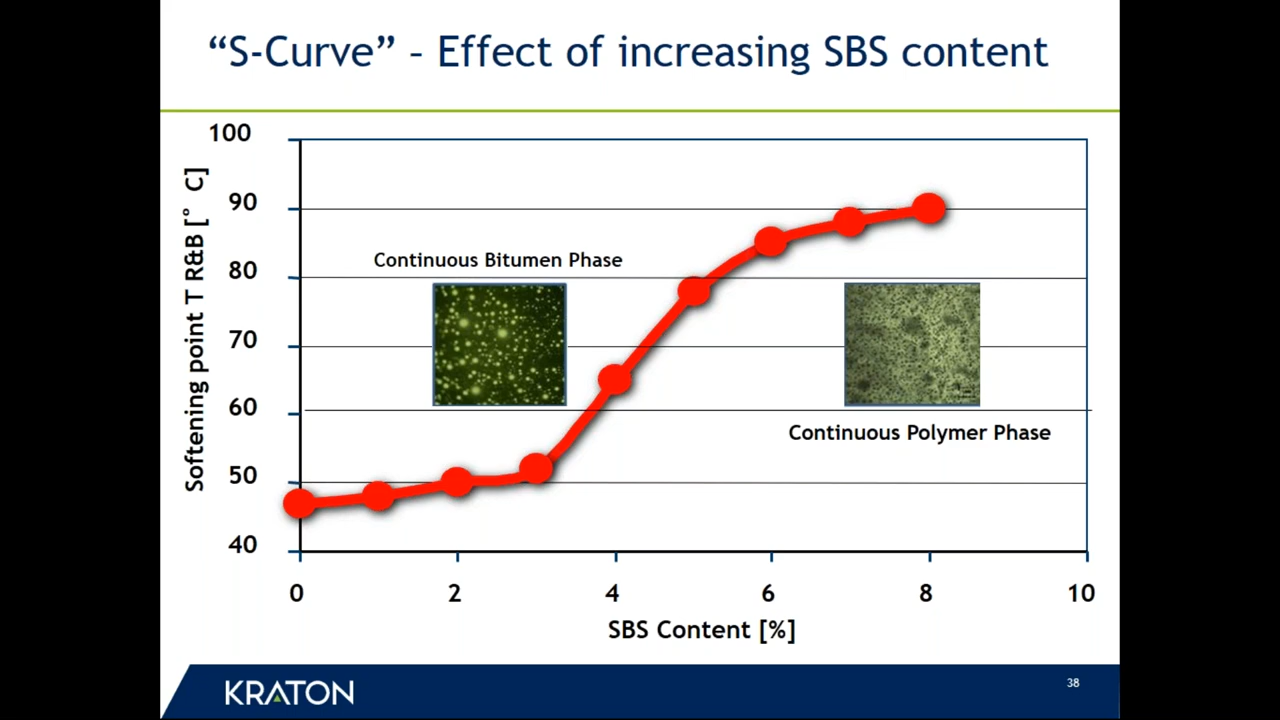 “S-Curve” – Effect of increasing SBS content
100
90
80
70
60
50
40
Softening point T R&B [° C]
Continuous Bitumen Phase
Continuous Polymer Phase
0 2 4 6 8 10
SBS Content [%]
KRATON
38